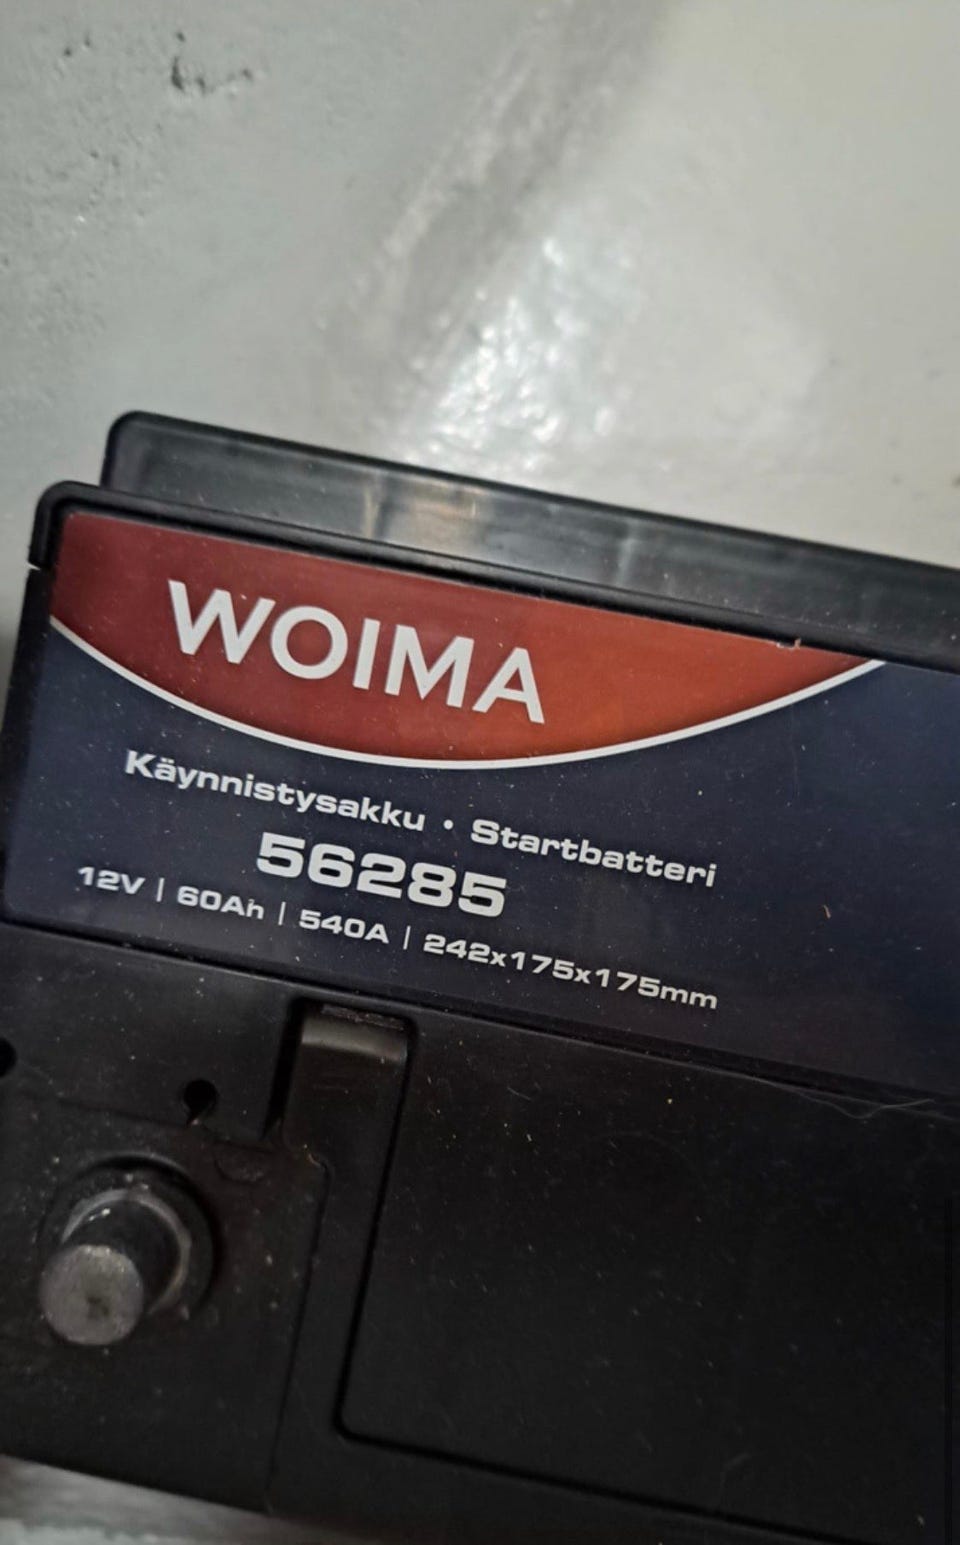 WOIMA
Käynnistysakku • Startbatteri
56285
12V | 60Ah | 540A | 242x175x175mm